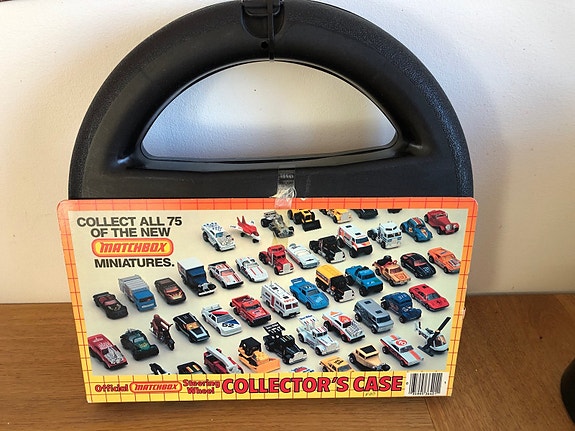 COLLECT ALL 75
OF THE NEW
MATCHBOX
MINIATURES.
Official MATCHBOX Steering Wheel COLLECTOR'S CASE